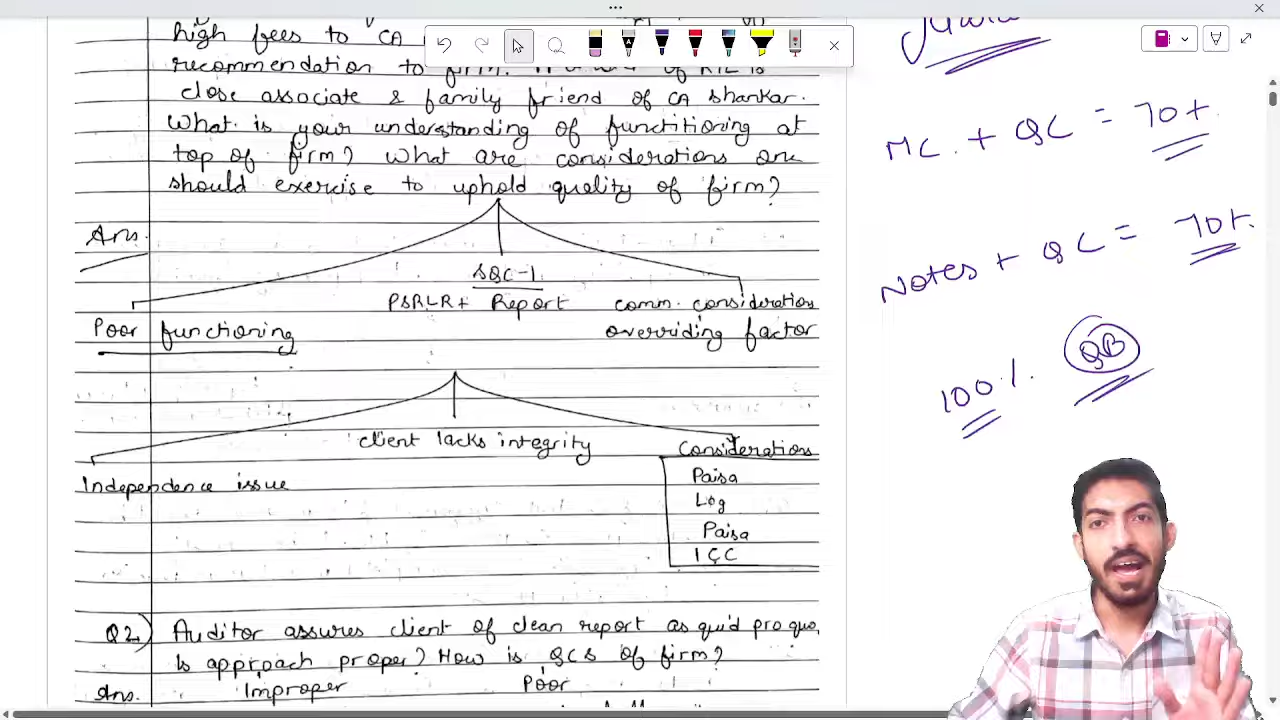 high fees to CA
recommendation to firm.
close associate & family friend of CA Shankar.
What is your understanding of functitioning at
top of firm? What are considerations one
should exercise to uphold quality of firm?
Ans.
SQC-1
PSRLR+ Report
comm. consideration
overriding factor
Poor functioning
client lacks integrity
Considerations
Independence issue
Paisa
Log
Paisa
ICC
Q2) Auditor assures client of clean report as quid pro quo,
Is approach proper? How is QCS of firm?
Ans. Improper Poor
MC. + QC = 70+
Notes + QC = 70+.
100%. QB